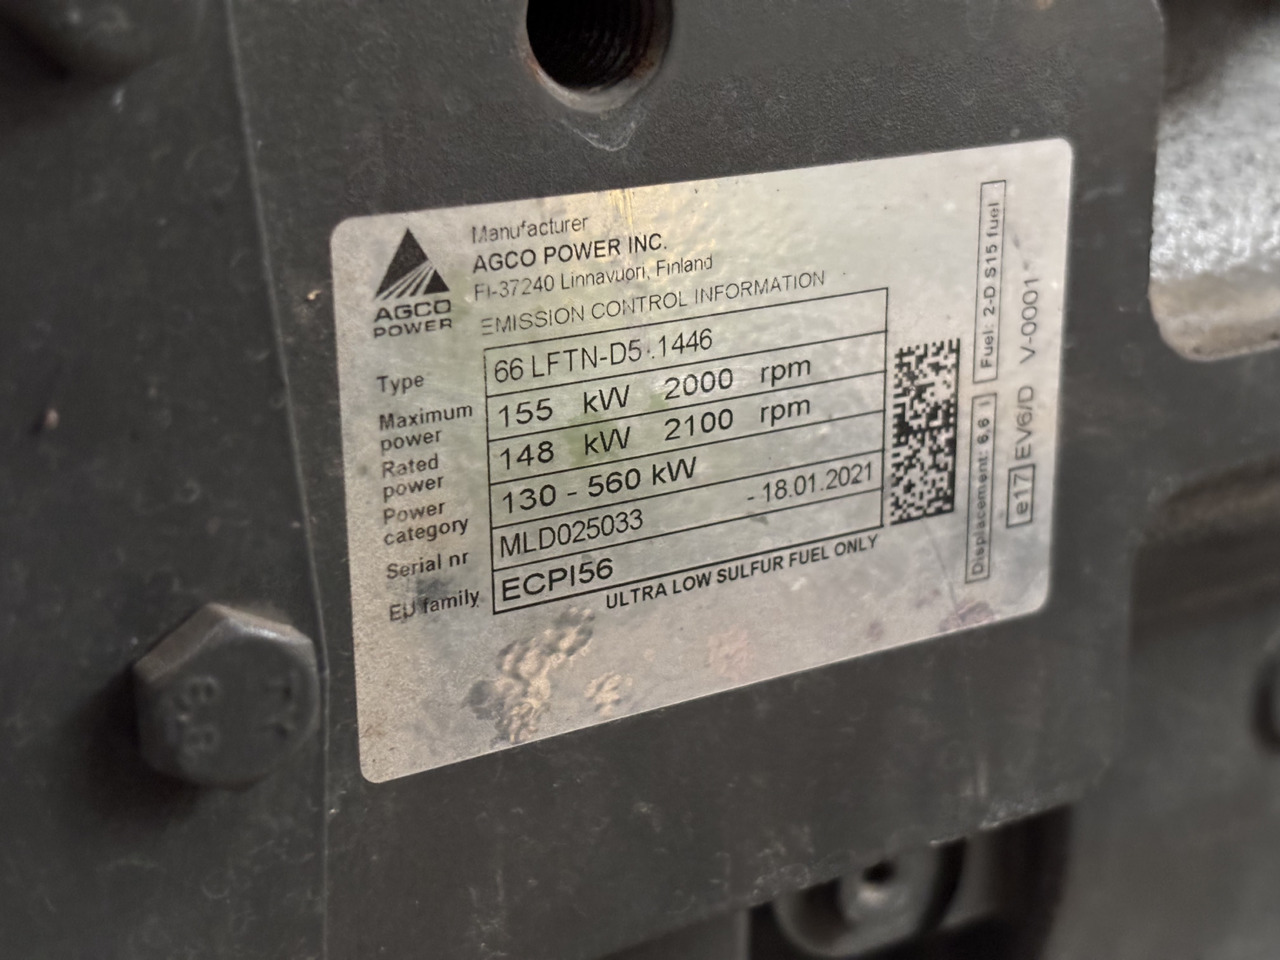 AGCO
POWER
Manufacturer
AGCO POWER INC.
FI-37240 Linnavuori, Finland
EMISSION CONTROL INFORMATION
Type 66 LFTN-D5 .1446
Maximum power 155 kW 2000 rpm
Rated power 148 kW 2100 rpm
Power category 130 - 560 kW
Serial nr MLD025033 - 18.01.2021
EU family ECPI56
ULTRA LOW SULFUR FUEL ONLY
Displacement: 6,6 l
Fuel: 2-D S15 fuel
e17 EV6/D V-0001
8.8
TY